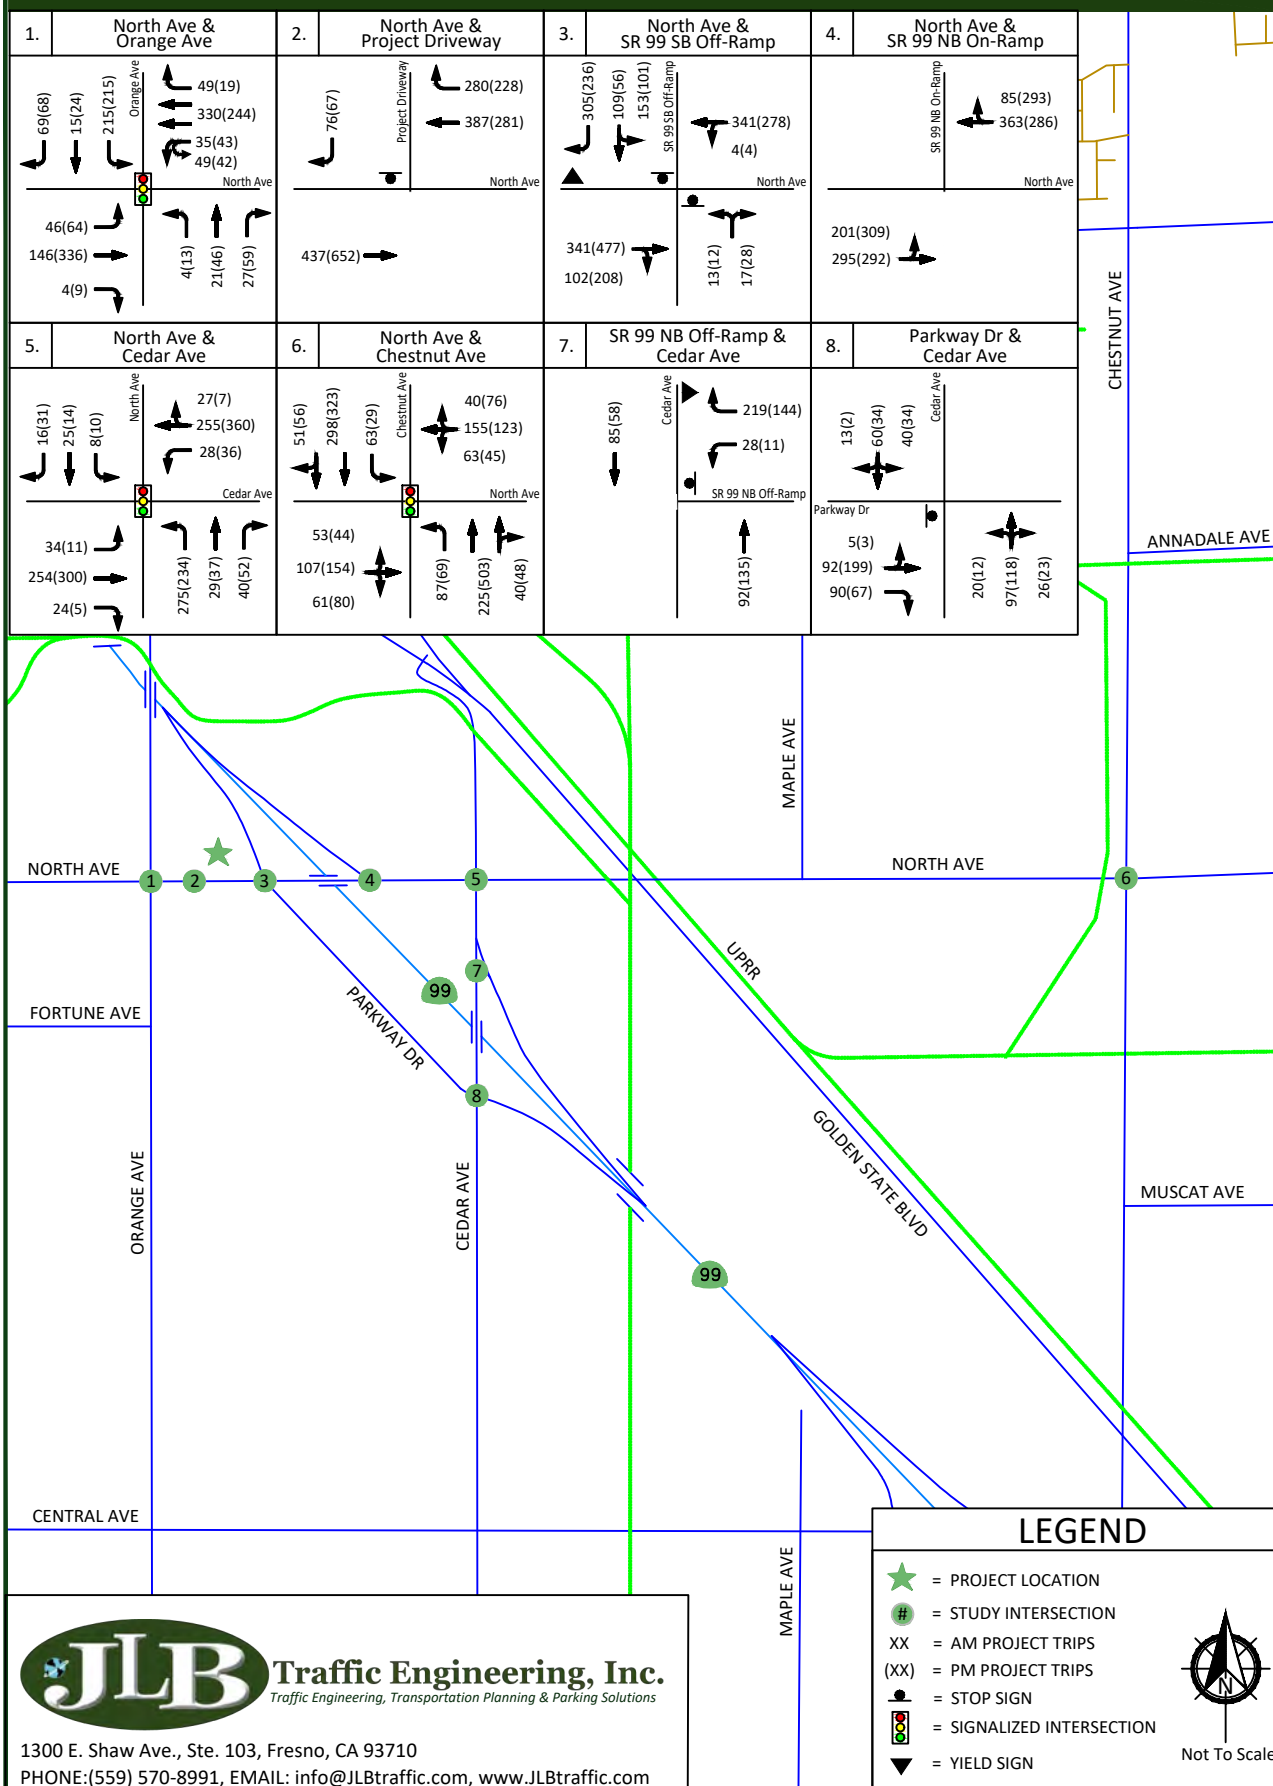 1.
North Ave &
Orange Ave
69(68)
15(24)
215(215)
Orange Ave
49(19)
330(244)
35(43)
49(42)
North Ave
46(64)
146(336)
4(9)
4(13)
21(46)
27(59)
2.
North Ave &
Project Driveway
76(67)
Project Driveway
280(228)
387(281)
North Ave
437(652)
3.
North Ave &
SR 99 SB Off-Ramp
305(236)
109(56)
153(101)
SR 99 SB Off-Ramp
341(278)
4(4)
North Ave
341(477)
102(208)
13(12)
17(28)
4.
North Ave &
SR 99 NB On-Ramp
SR 99 NB On-Ramp
85(293)
363(286)
North Ave
201(309)
295(292)
5.
North Ave &
Cedar Ave
16(31)
25(14)
8(10)
North Ave
27(7)
255(360)
28(36)
Cedar Ave
34(11)
254(300)
24(5)
275(234)
29(37)
40(52)
6.
North Ave &
Chestnut Ave
51(56)
298(323)
63(29)
Chestnut Ave
40(76)
155(123)
63(45)
North Ave
53(44)
107(154)
61(80)
87(69)
225(503)
40(48)
7.
SR 99 NB Off-Ramp &
Cedar Ave
85(58)
Cedar Ave
219(144)
28(11)
SR 99 NB Off-Ramp
92(135)
8.
Parkway Dr &
Cedar Ave
13(2)
60(34)
40(34)
Cedar Ave
Parkway Dr
5(3)
92(199)
90(67)
20(12)
97(118)
26(23)
CHESTNUT AVE
ANNADALE AVE
MAPLE AVE
NORTH AVE
NORTH AVE
1
2
3
4
5
6
UPRR
7
99
FORTUNE AVE
PARKWAY DR
8
GOLDEN STATE BLVD
ORANGE AVE
CEDAR AVE
MUSCAT AVE
99
CENTRAL AVE
MAPLE AVE
LEGEND
= PROJECT LOCATION
# = STUDY INTERSECTION
XX = AM PROJECT TRIPS
(XX) = PM PROJECT TRIPS
= STOP SIGN
= SIGNALIZED INTERSECTION
= YIELD SIGN
N
Not To Scale
JLB
Traffic Engineering, Inc.
Traffic Engineering, Transportation Planning & Parking Solutions
1300 E. Shaw Ave., Ste. 103, Fresno, CA 93710
PHONE:(559) 570-8991, EMAIL: info@JLBtraffic.com, www.JLBtraffic.com